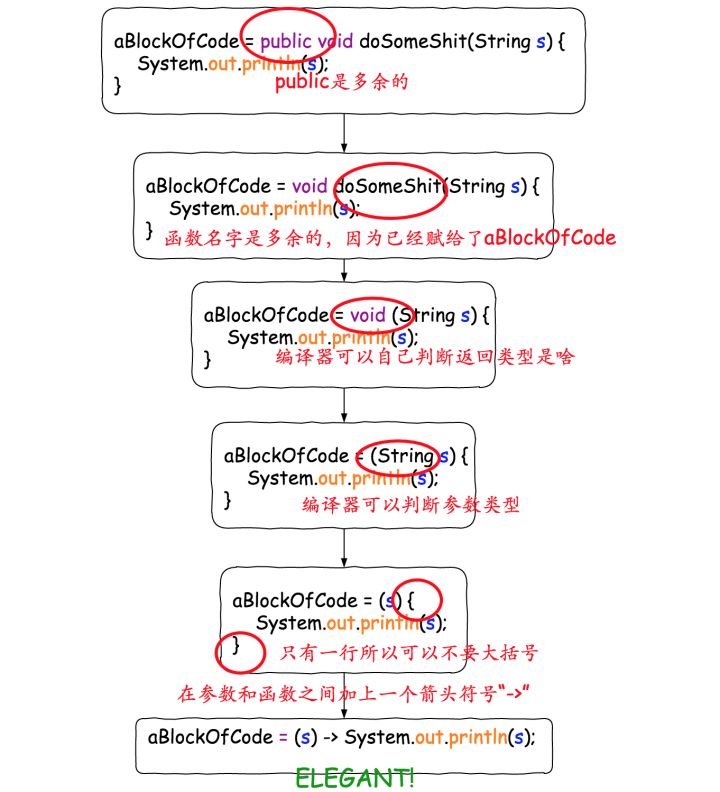 aBlockOfCode = public void doSomeShit(String s) {
System.out.println(s);
public是多余的
}
aBlockOfCode = void doSomeShit(String s) {
System.out.println(s);
} 函数名字是多余的，因为已经赋给了aBlockOfCode
aBlockOfCode = void (String s) {
System.out.println(s);
} 编译器可以自己判断返回类型是啥
aBlockOfCode = (String s) {
System.out.println(s);
} 编译器可以判断参数类型
aBlockOfCode = (s) {
System.out.println(s);
} 只有一行所以可以不要大括号
在参数和函数之间加上一个箭头符号“->”
aBlockOfCode = (s) -> System.out.println(s);
ELEGANT!